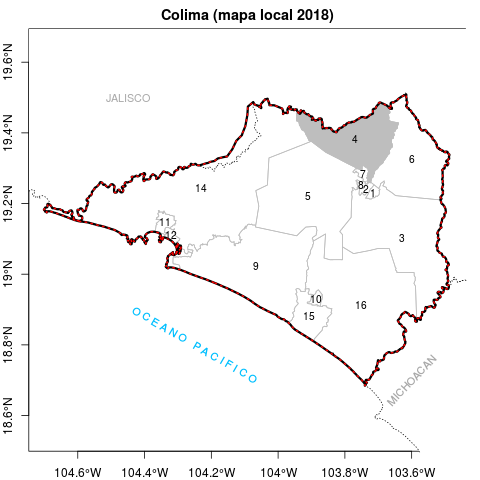 Colima (mapa local 2018)
JALISCO
4
6
7
8
2
1
14
5
11
12
3
9
10
15
16
OCEANO PACIFICO
MICHOACAN
19.6°N
19.4°N
19.2°N
19°N
18.8°N
18.6°N
104.6°W
104.4°W
104.2°W
104°W
103.8°W
103.6°W